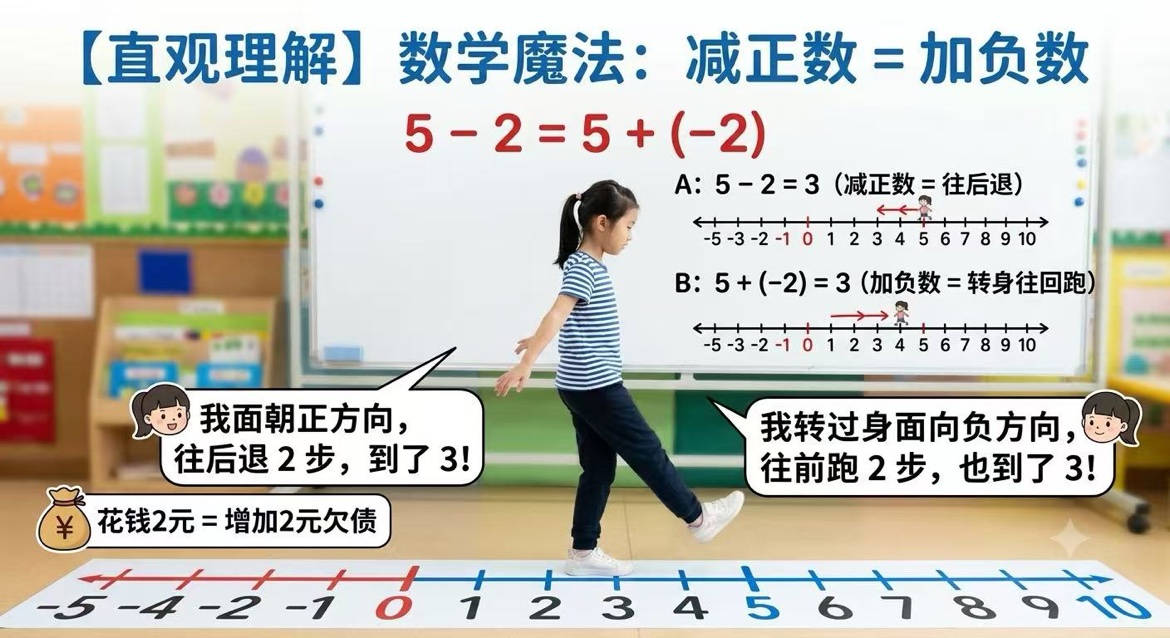 【直观理解】数学魔法：减正数 = 加负数
5 − 2 = 5 + (−2)
A：5 − 2 = 3（减正数 = 往后退）
-5 -3 -2 -1 0 1 2 3 4 5 6 7 8 9 10
B：5 + (−2) = 3（加负数 = 转身往回跑）
-5 -3 -2 -1 0 1 2 3 4 5 6 7 8 9 10
我面朝正方向，
往后退 2 步，到了 3!
我转过身面向负方向，
往前跑 2 步，也到了 3!
¥
花钱2元 = 增加2元欠债
-5 -4 -2 -1 0 1 2 3 4 5 6 7 8 9 10